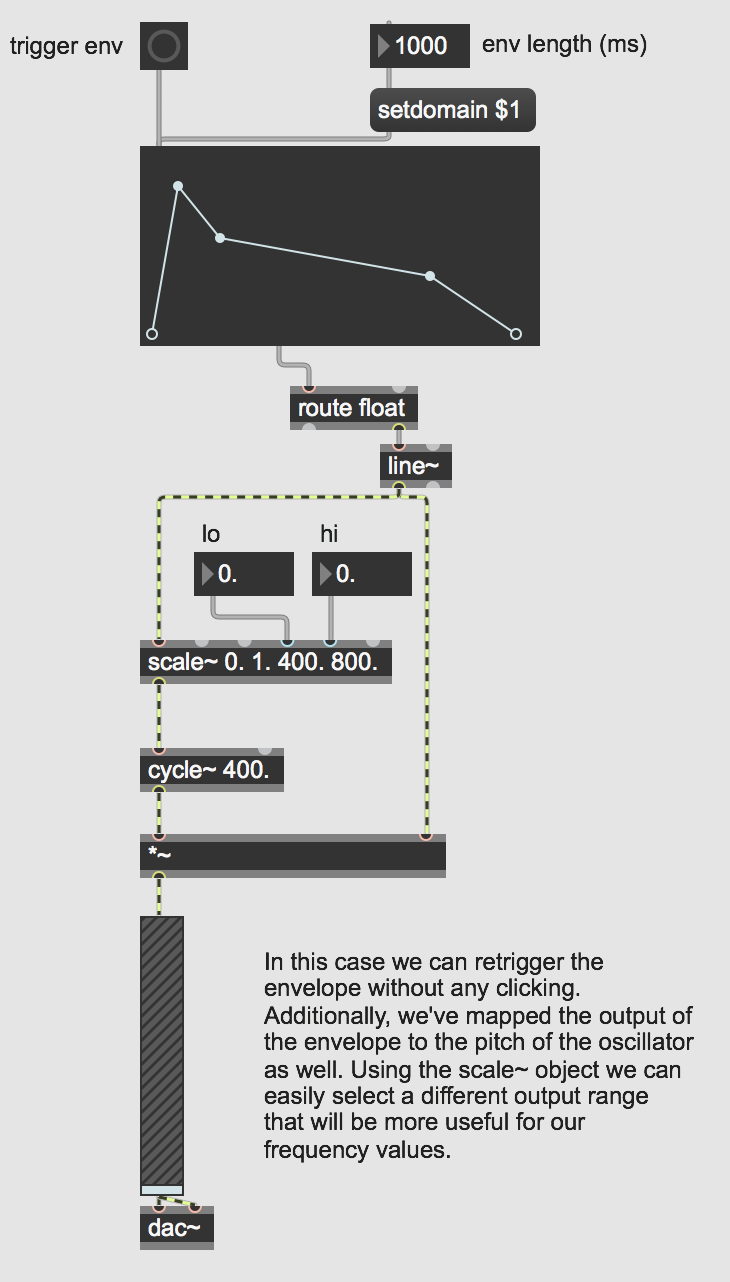 trigger env
1000
env length (ms)
setdomain $1
route float
line~
lo
hi
0.
0.
scale~ 0. 1. 400. 800.
cycle~ 400.
*~
In this case we can retrigger the
envelope without any clicking.
Additionally, we've mapped the output of
the envelope to the pitch of the oscillator
as well. Using the scale~ object we can
easily select a different output range
that will be more useful for our
frequency values.
dac~